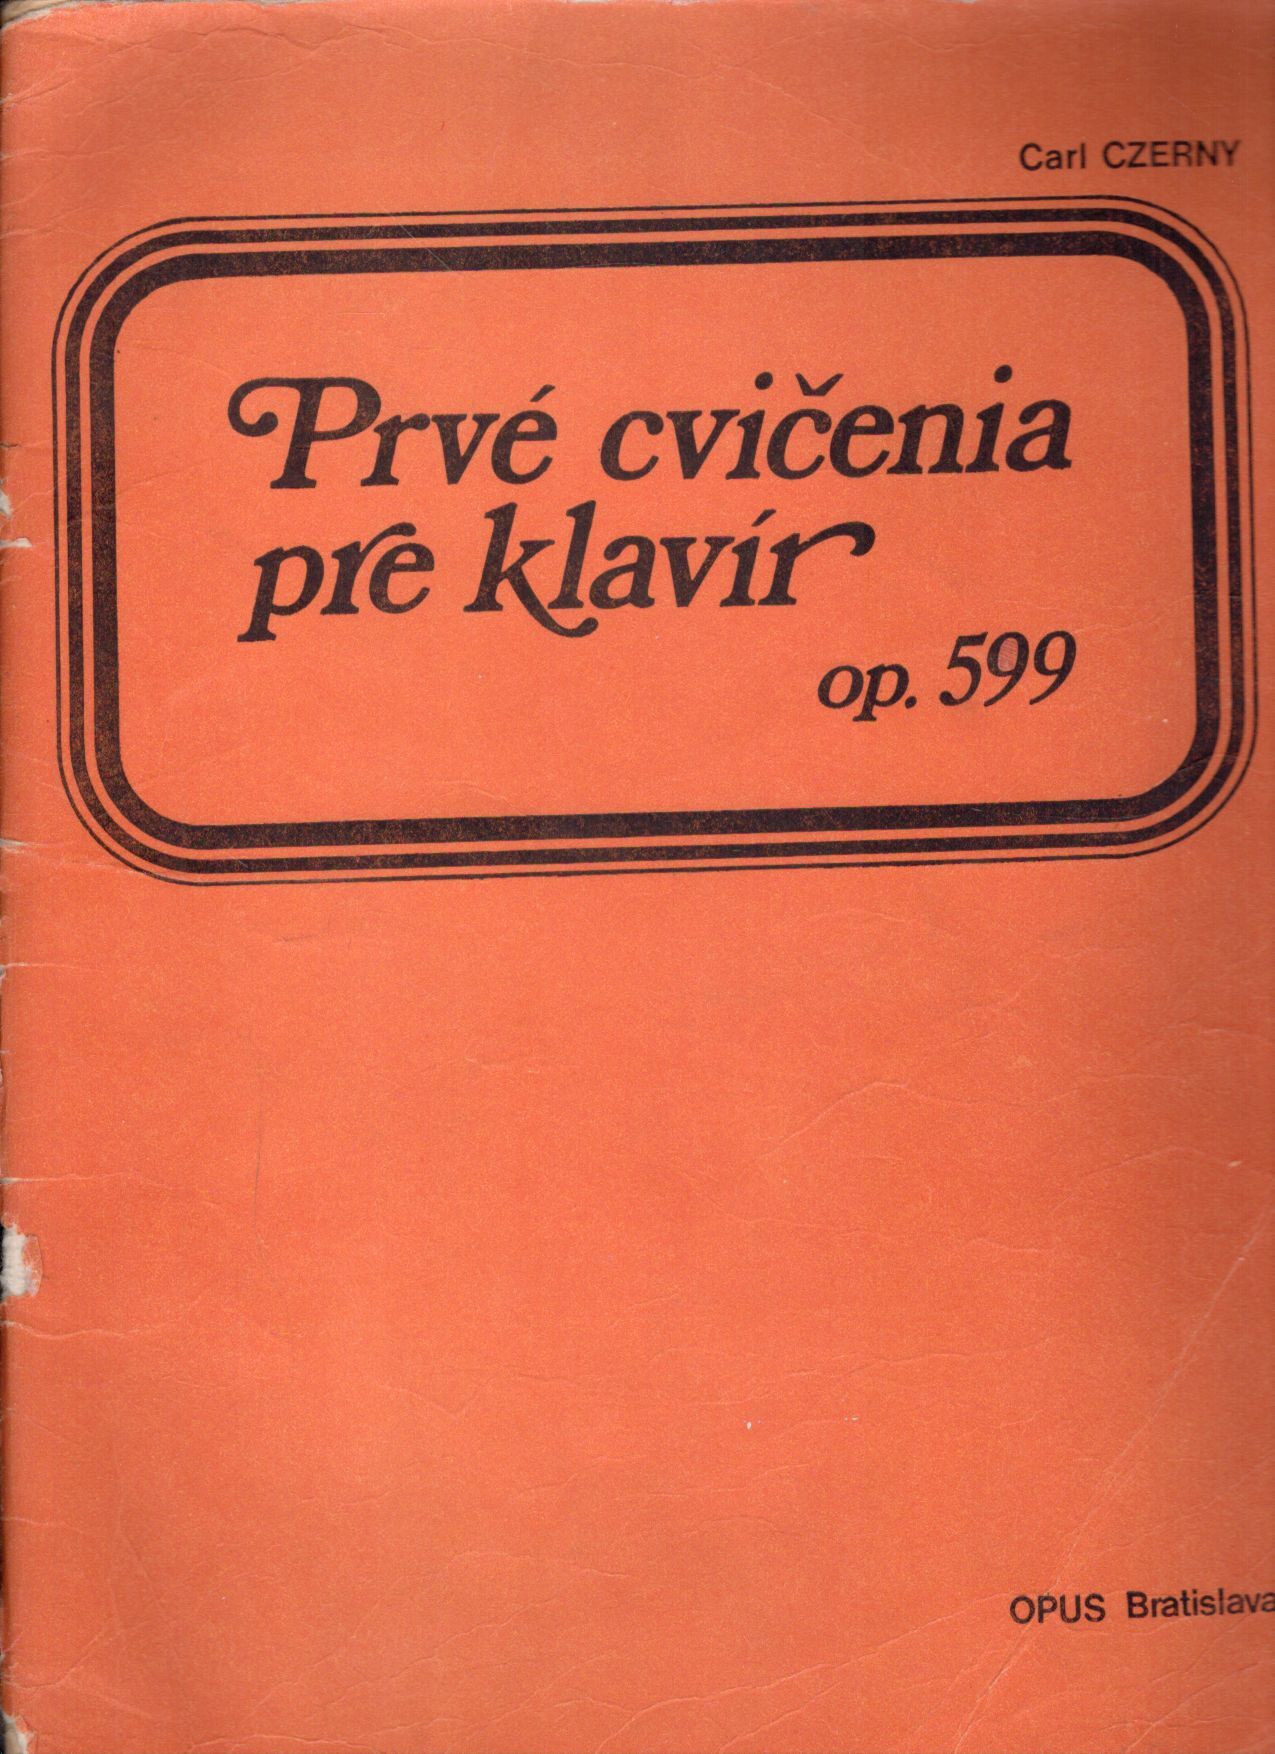 Carl CZERNY
Prvé cvičenia
pre klavír
op. 599
OPUS Bratislava